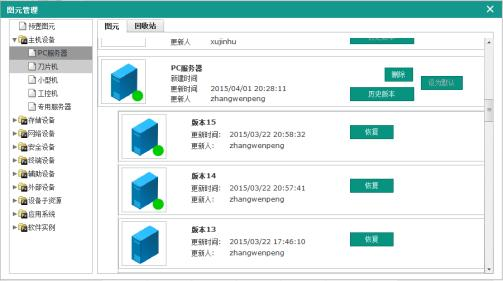 图元管理
预置图元
主机设备
PC服务器
刀片机
小型机
工控机
专用服务器
存储设备
网络设备
安全设备
终端设备
辅助设备
外部设备
设备子资源
应用系统
软件实例
图元 回收站
更新人 xujinhu
PC服务器
新建时间
更新时间 2015/04/01 20:28:11
更新人 zhangwenpeng
删除
设为默认
历史版本
版本15
更新时间: 2015/03/22 20:58:32
更新人: zhangwenpeng
恢复
版本14
更新时间: 2015/03/22 20:57:41
更新人: zhangwenpeng
恢复
版本13
更新时间: 2015/03/22 17:46:10
更新人: zhangwenpeng
恢复